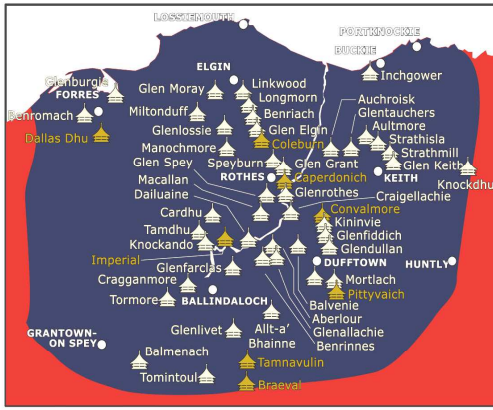 LOSSIEMOUTH
PORTKNOCKIE
BUCKIE
ELGIN
Inchgower
Glenburgie
FORRES
Glen Moray
Linkwood
Longmorn
Auchroisk
Benromach
Miltonduff
Benriach
Glentauchers
Dallas Dhu
Glenlossie
Glen Elgin
Aultmore
Coleburn
Strathisla
Manochmore
Strathmill
Glen Spey
Speyburn
Glen Grant
Glen Keith
ROTHES
Caperdonich
KEITH
Knockdhu
Macallan
Glenrothes
Dailuaine
Craigellachie
Cardhu
Convalmore
Tamdhu
Kininvie
Knockando
Glenfiddich
Imperial
Glendullan
Glenfarclas
DUFFTOWN
HUNTLY
Cragganmore
Mortlach
Tormore
BALLINDALOCH
Pittyvaich
Balvenie
Aberlour
GRANTOWN-
ON SPEY
Glenlivet
Allt-a'
Bhainne
Glenallachie
Benrinnes
Balmenach
Tamnavulin
Tomintoul
Braeval